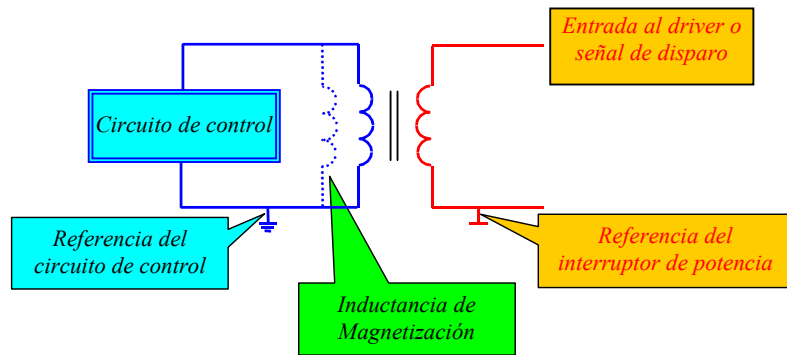 Entrada al driver o
señal de disparo
Circuito de control
Referencia del
circuito de control
Referencia del
interruptor de potencia
Inductancia de
Magnetización